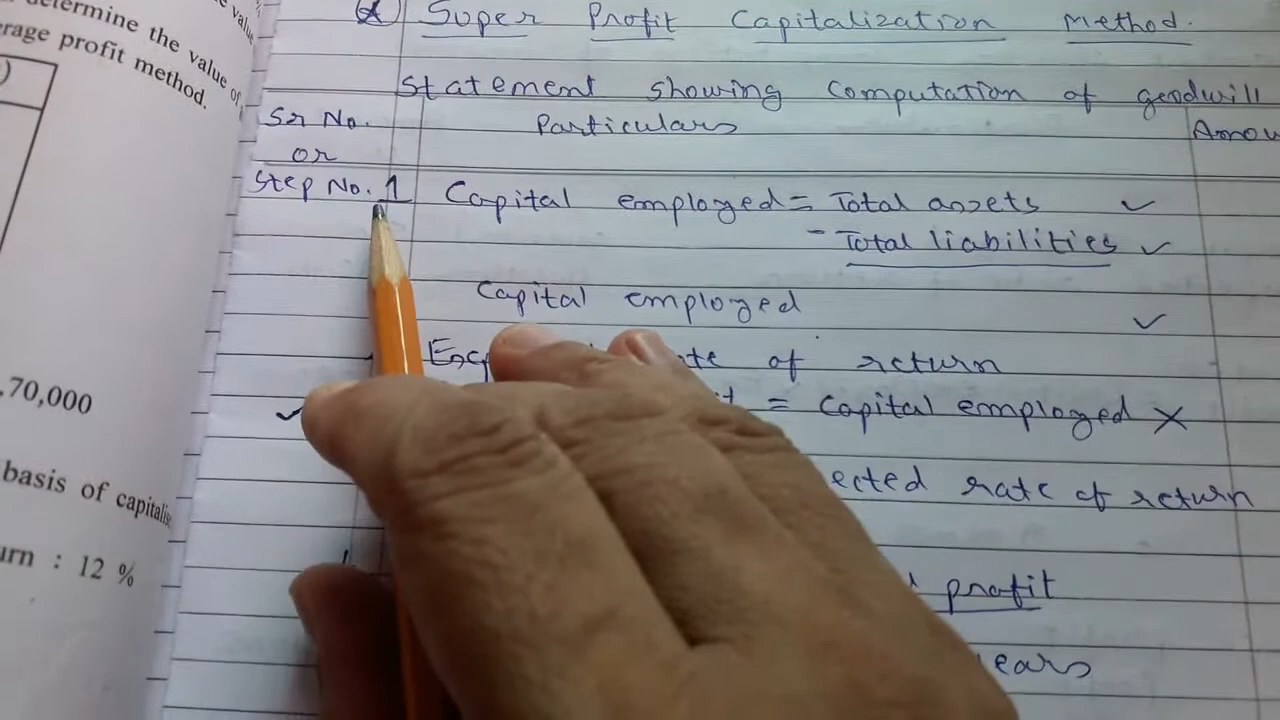 determine the value of
erage profit method.
)
.70,000
basis of capitalis
urn : 12 %
Super Profit Capitalization Method.
Statement showing Computation of goodwill
Sr No. Particulars Amou
or
Step No. 1 Capital employed = Total assets
- Total liabilities
Capital employed
of return
= Capital employed ×
ected rate of return
profit
ears